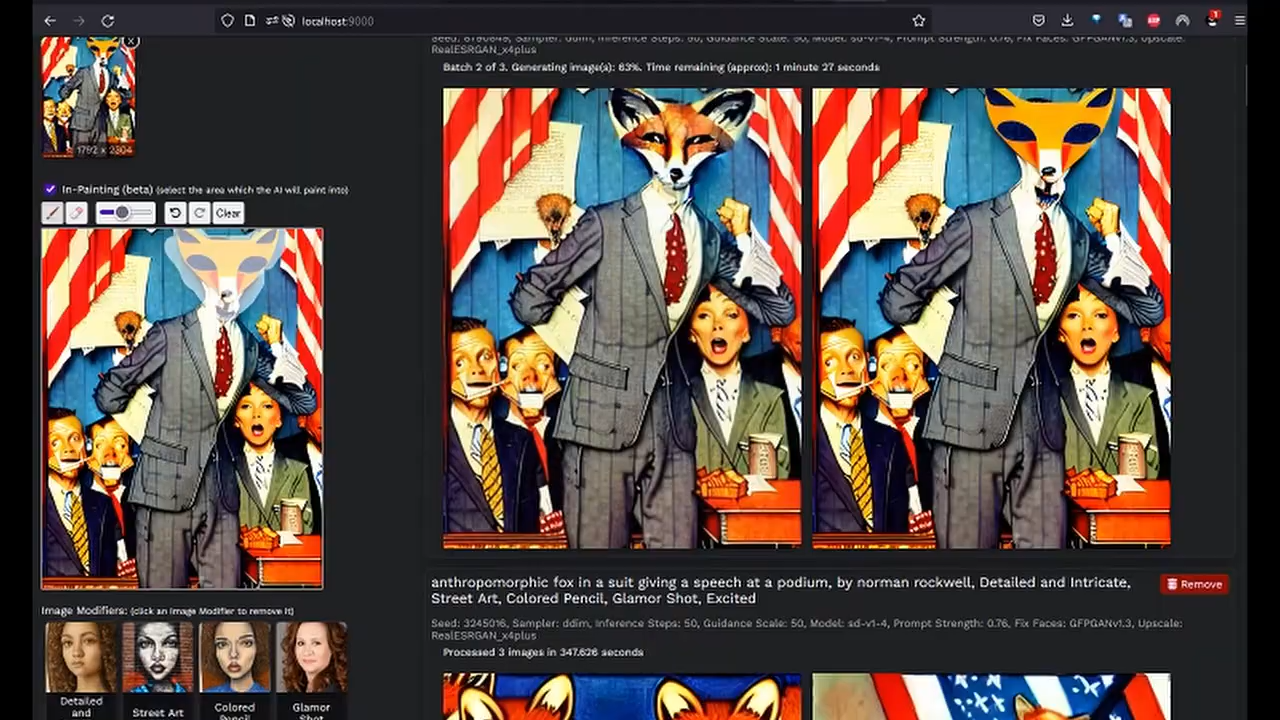 localhost:9000
1
Seed: 8790649, Sampler: ddim, Inference Steps: 50, Guidance Scale: 50, Model: sd-v1-4, Prompt Strength: 0.76, Fix Faces: GFPGANv1.3, Upscale:
RealESRGAN_x4plus
Batch 2 of 3. Generating image(s): 63%. Time remaining (approx): 1 minute 27 seconds
1792 x 2304
In-Painting (beta) (select the area which the AI will paint into)
Clear
anthropomorphic fox in a suit giving a speech at a podium, by norman rockwell, Detailed and Intricate,
Street Art, Colored Pencil, Glamor Shot, Excited
Remove
Seed: 3245016, Sampler: ddim, Inference Steps: 50, Guidance Scale: 50, Model: sd-v1-4, Prompt Strength: 0.76, Fix Faces: GFPGANv1.3, Upscale:
RealESRGAN_x4plus
Processed 3 images in 347.626 seconds
Image Modifiers: (click an Image Modifier to remove it)
Detailed
and
Street Art
Colored
Pencil
Glamor
Shot